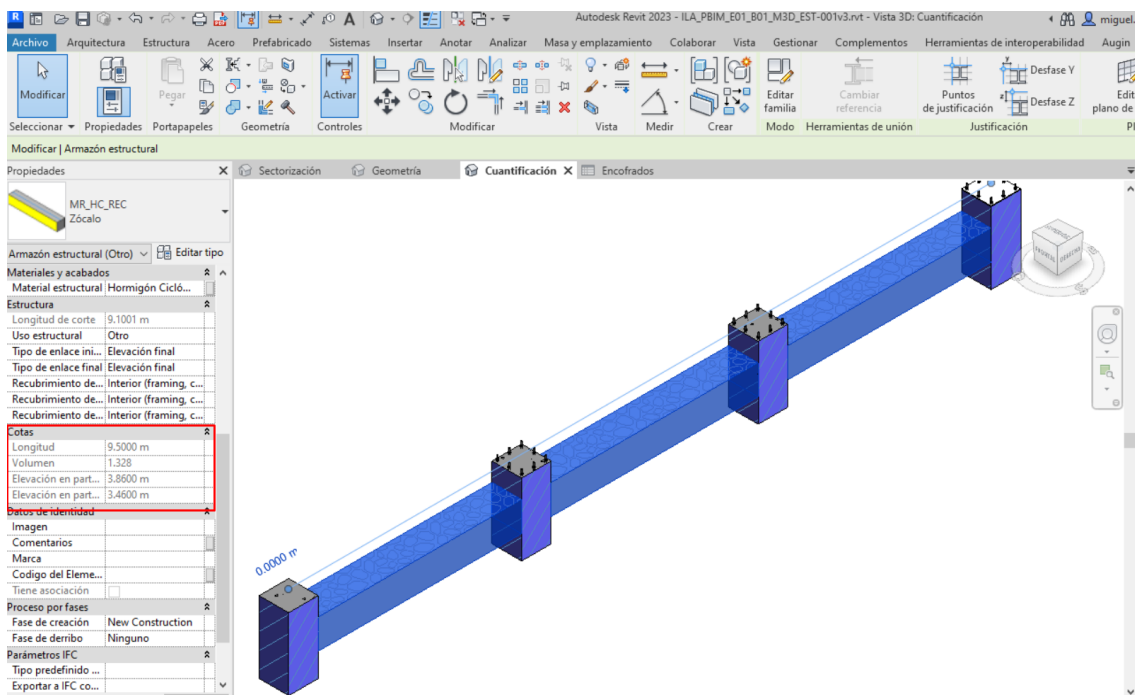 Autodesk Revit 2023 - ILA_PBIM_E01_B01_M3D_EST-001v3.rvt - Vista 3D: Cuantificación
miguel.
Archivo Arquitectura Estructura Acero Prefabricado Sistemas Insertar Anotar Analizar Masa y emplazamiento Colaborar Vista Gestionar Complementos Herramientas de interoperabilidad Augin
Modificar
Pegar
Activar
Editar familia
Cambiar referencia
Puntos de justificación
Desfase Y
Desfase Z
Edit
plano de
Seleccionar Propiedades Portapapeles Geometría Controles Modificar Vista Medir Crear Modo Herramientas de unión Justificación Pl
Modificar | Armazón estructural
Propiedades
Sectorización Geometría Cuantificación Encofrados
MR_HC_REC
Zócalo
Armazón estructural (Otro) Editar tipo
Materiales y acabados
Material estructural Hormigón Cicló...
Estructura
Longitud de corte 9.1001 m
Uso estructural Otro
Tipo de enlace ini... Elevación final
Tipo de enlace final Elevación final
Recubrimiento de... Interior (framing, c...
Recubrimiento de... Interior (framing, c...
Recubrimiento de... Interior (framing, c...
Cotas
Longitud 9.5000 m
Volumen 1.328
Elevación en part... 3.8600 m
Elevación en part... 3.4600 m
Datos de identidad
Imagen
Comentarios
Marca
Codigo del Eleme...
Tiene asociación
Proceso por fases
Fase de creación New Construction
Fase de derribo Ninguno
Parámetros IFC
Tipo predefinido ...
Exportar a IFC co...
0.0000 m